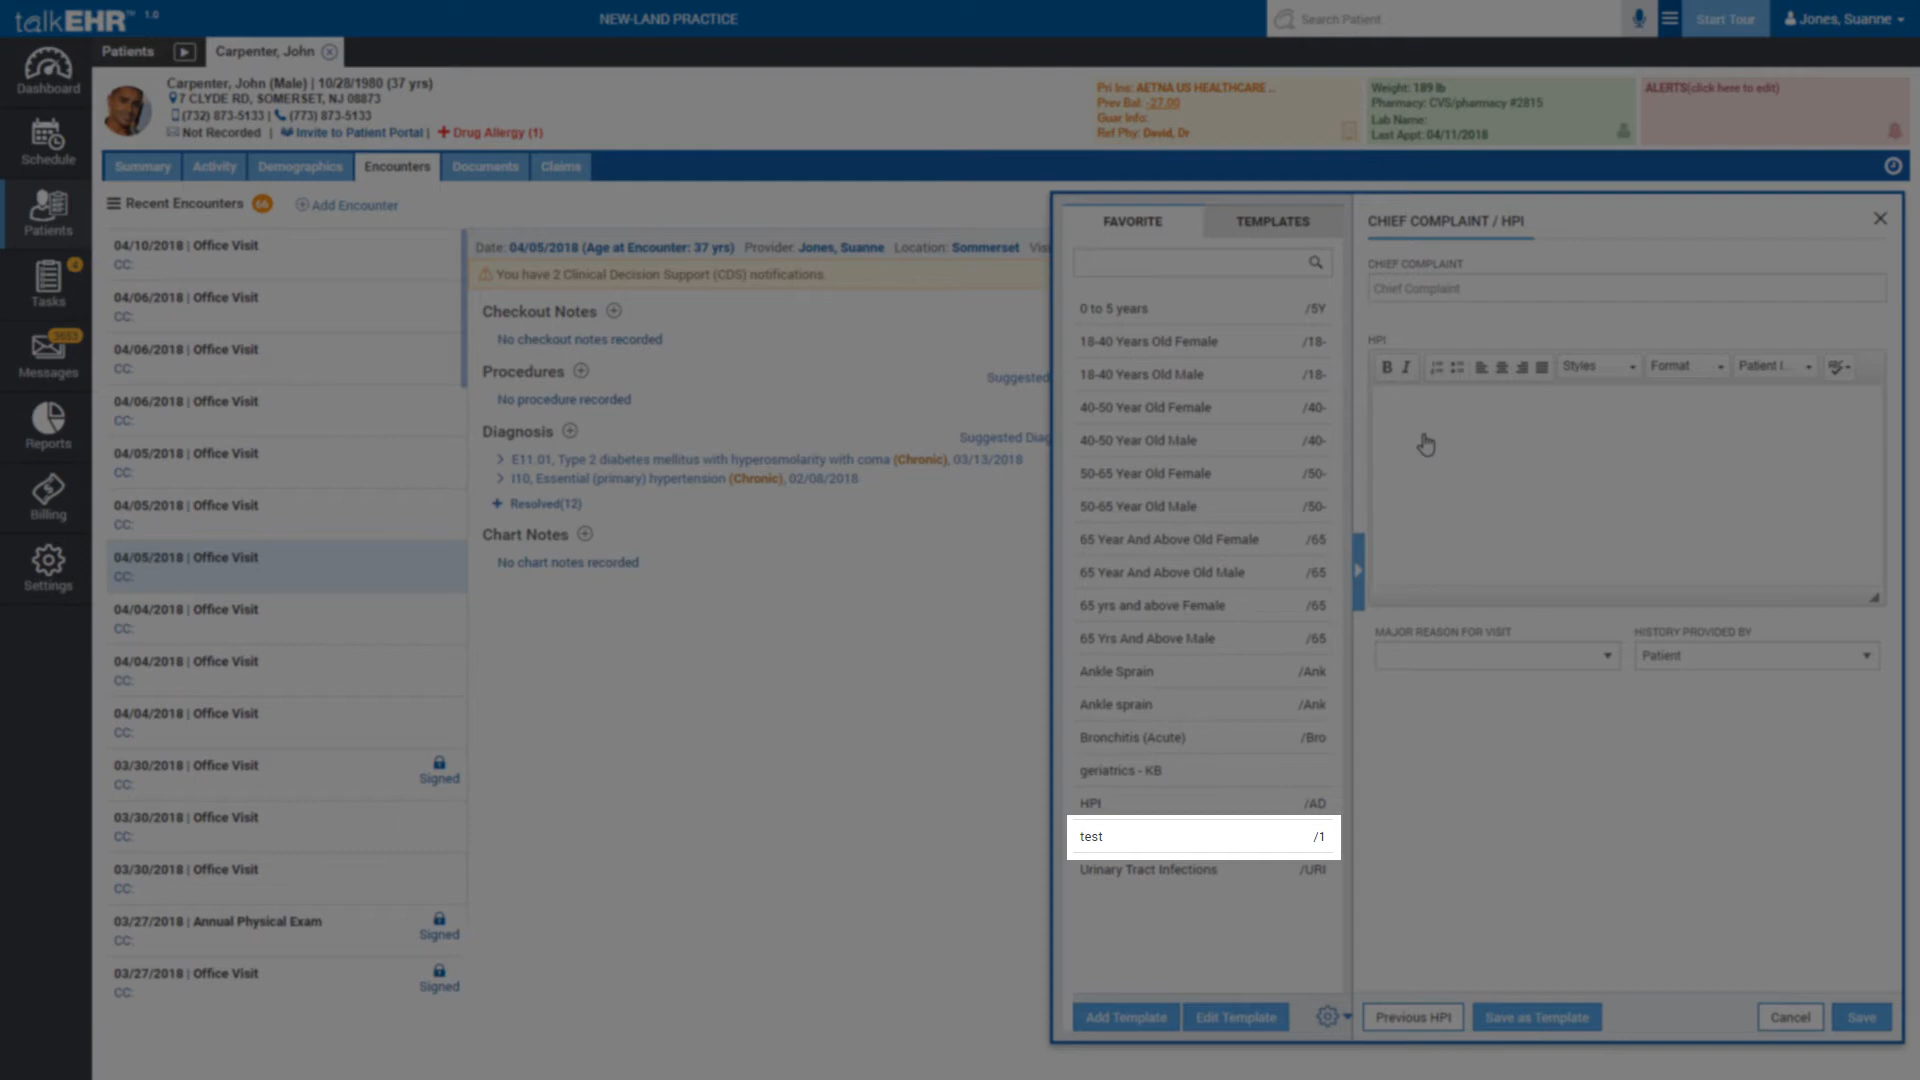 talkEHR™ 1.0
NEW-LAND PRACTICE
Search Patient
Start Tour
Jones, Suanne
Patients
Carpenter, John
Dashboard
Schedule
Patients
Tasks
4
Messages
3553
Reports
Billing
Settings
Carpenter, John (Male) | 10/28/1980 (37 yrs)
7 CLYDE RD, SOMERSET, NJ 08873
(732) 873-5133 | (773) 873-5133
Not Recorded | Invite to Patient Portal | + Drug Allergy (1)
Pri Ins: AETNA US HEALTHCARE ..
Prev Bal: -27.00
Guar Info:
Ref Phy: David, Dr
Weight: 189 lb
Pharmacy: CVS/pharmacy #2815
Lab Name:
Last Appt: 04/11/2018
ALERTS(click here to edit)
Summary
Activity
Demographics
Encounters
Documents
Claims
Recent Encounters 66
Add Encounter
04/10/2018 | Office Visit
CC:
04/06/2018 | Office Visit
CC:
04/06/2018 | Office Visit
CC:
04/06/2018 | Office Visit
CC:
04/05/2018 | Office Visit
CC:
04/05/2018 | Office Visit
CC:
04/05/2018 | Office Visit
CC:
04/04/2018 | Office Visit
CC:
04/04/2018 | Office Visit
CC:
04/04/2018 | Office Visit
CC:
03/30/2018 | Office Visit
CC:
Signed
03/30/2018 | Office Visit
CC:
03/30/2018 | Office Visit
CC:
03/27/2018 | Annual Physical Exam
CC:
Signed
03/27/2018 | Office Visit
CC:
Signed
Date: 04/05/2018 (Age at Encounter: 37 yrs) Provider: Jones, Suanne Location: Sommerset Vis
You have 2 Clinical Decision Support (CDS) notifications.
Checkout Notes
No checkout notes recorded
Procedures
Suggested
No procedure recorded
Diagnosis
Suggested Diag
E11.01, Type 2 diabetes mellitus with hyperosmolarity with coma (Chronic), 03/13/2018
I10, Essential (primary) hypertension (Chronic), 02/08/2018
+ Resolved(12)
Chart Notes
No chart notes recorded
FAVORITE
TEMPLATES
0 to 5 years /5Y
18-40 Years Old Female /18-
18-40 Years Old Male /18-
40-50 Year Old Female /40-
40-50 Year Old Male /40-
50-65 Year Old Female /50-
50-65 Year Old Male /50-
65 Year And Above Old Female /65
65 Year And Above Old Male /65
65 yrs and above Female /65
65 Yrs And Above Male /65
Ankle Sprain /Ank
Ankle sprain /Ank
Bronchitis (Acute) /Bro
geriatrics - KB
HPI /AD
test /1
Urinary Tract Infections /URI
Add Template
Edit Template
CHIEF COMPLAINT / HPI
CHIEF COMPLAINT
Chief Complaint
HPI
B I
Styles
Format
Patient I...
MAJOR REASON FOR VISIT
HISTORY PROVIDED BY
Patient
Previous HPI
Save as Template
Cancel
Save